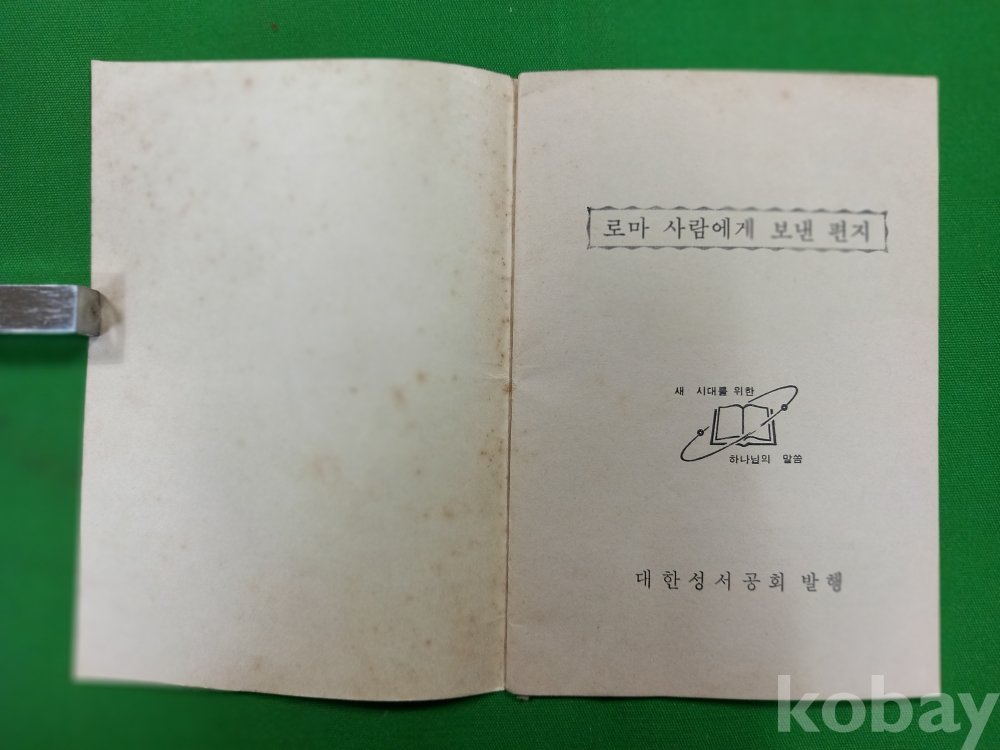 로마 사람에게 보낸 편지
새 시대를 위한
하나님의 말씀
대한성서공회 발행
kobay